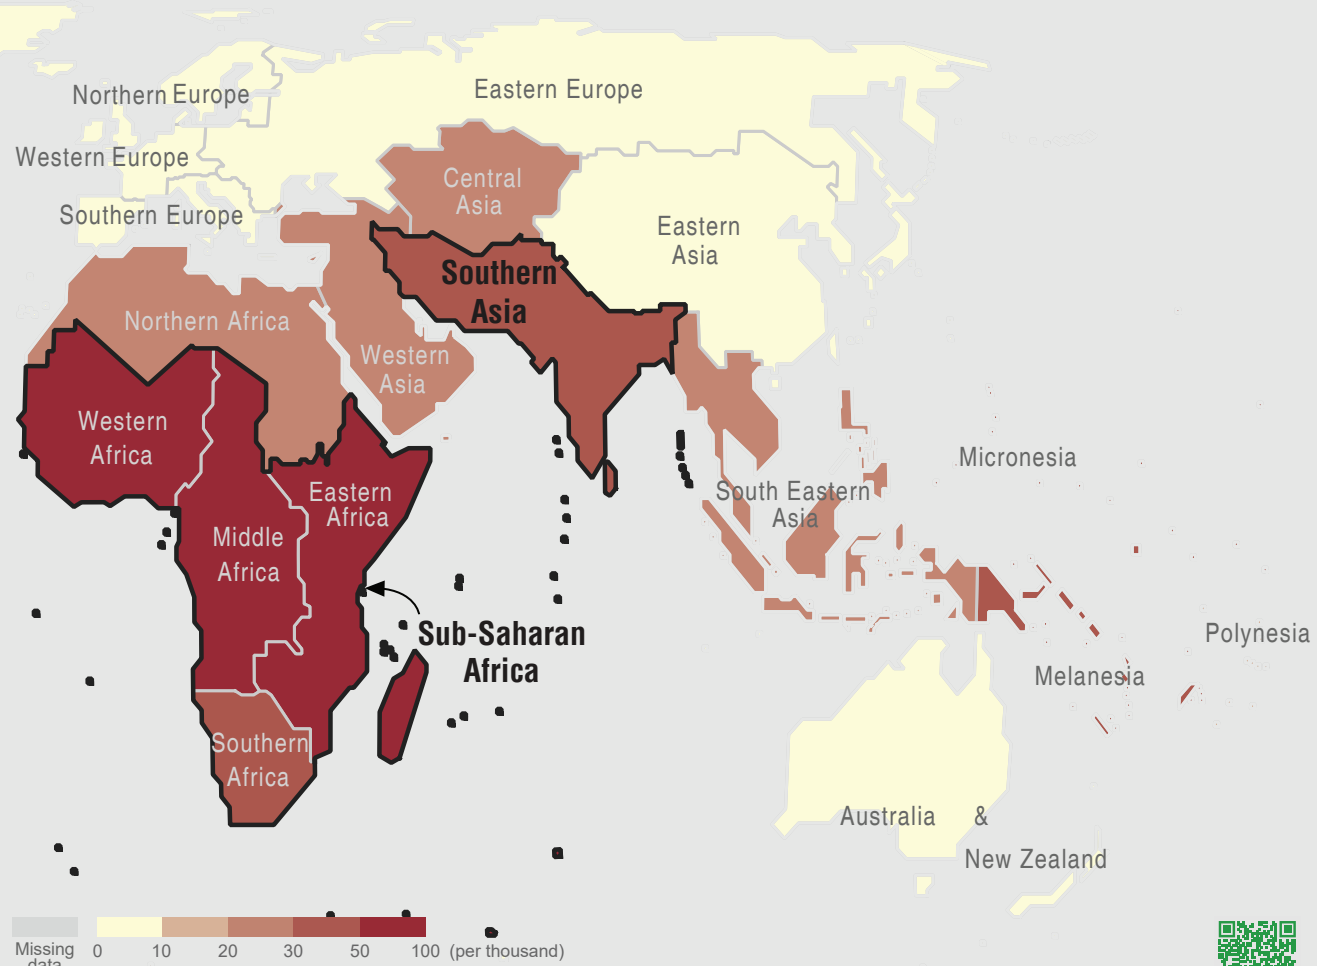 Northern Europe
Eastern Europe
Western Europe
Central
Asia
Southern Europe
Eastern
Asia
Southern
Asia
Northern Africa
Western
Asia
Western
Africa
Micronesia
South Eastern
Asia
Eastern
Africa
Middle
Africa
Sub-Saharan
Africa
Polynesia
Melanesia
Southern
Africa
Australia &
New Zealand
Missing
data
0 10 20 30 50 100 (per thousand)